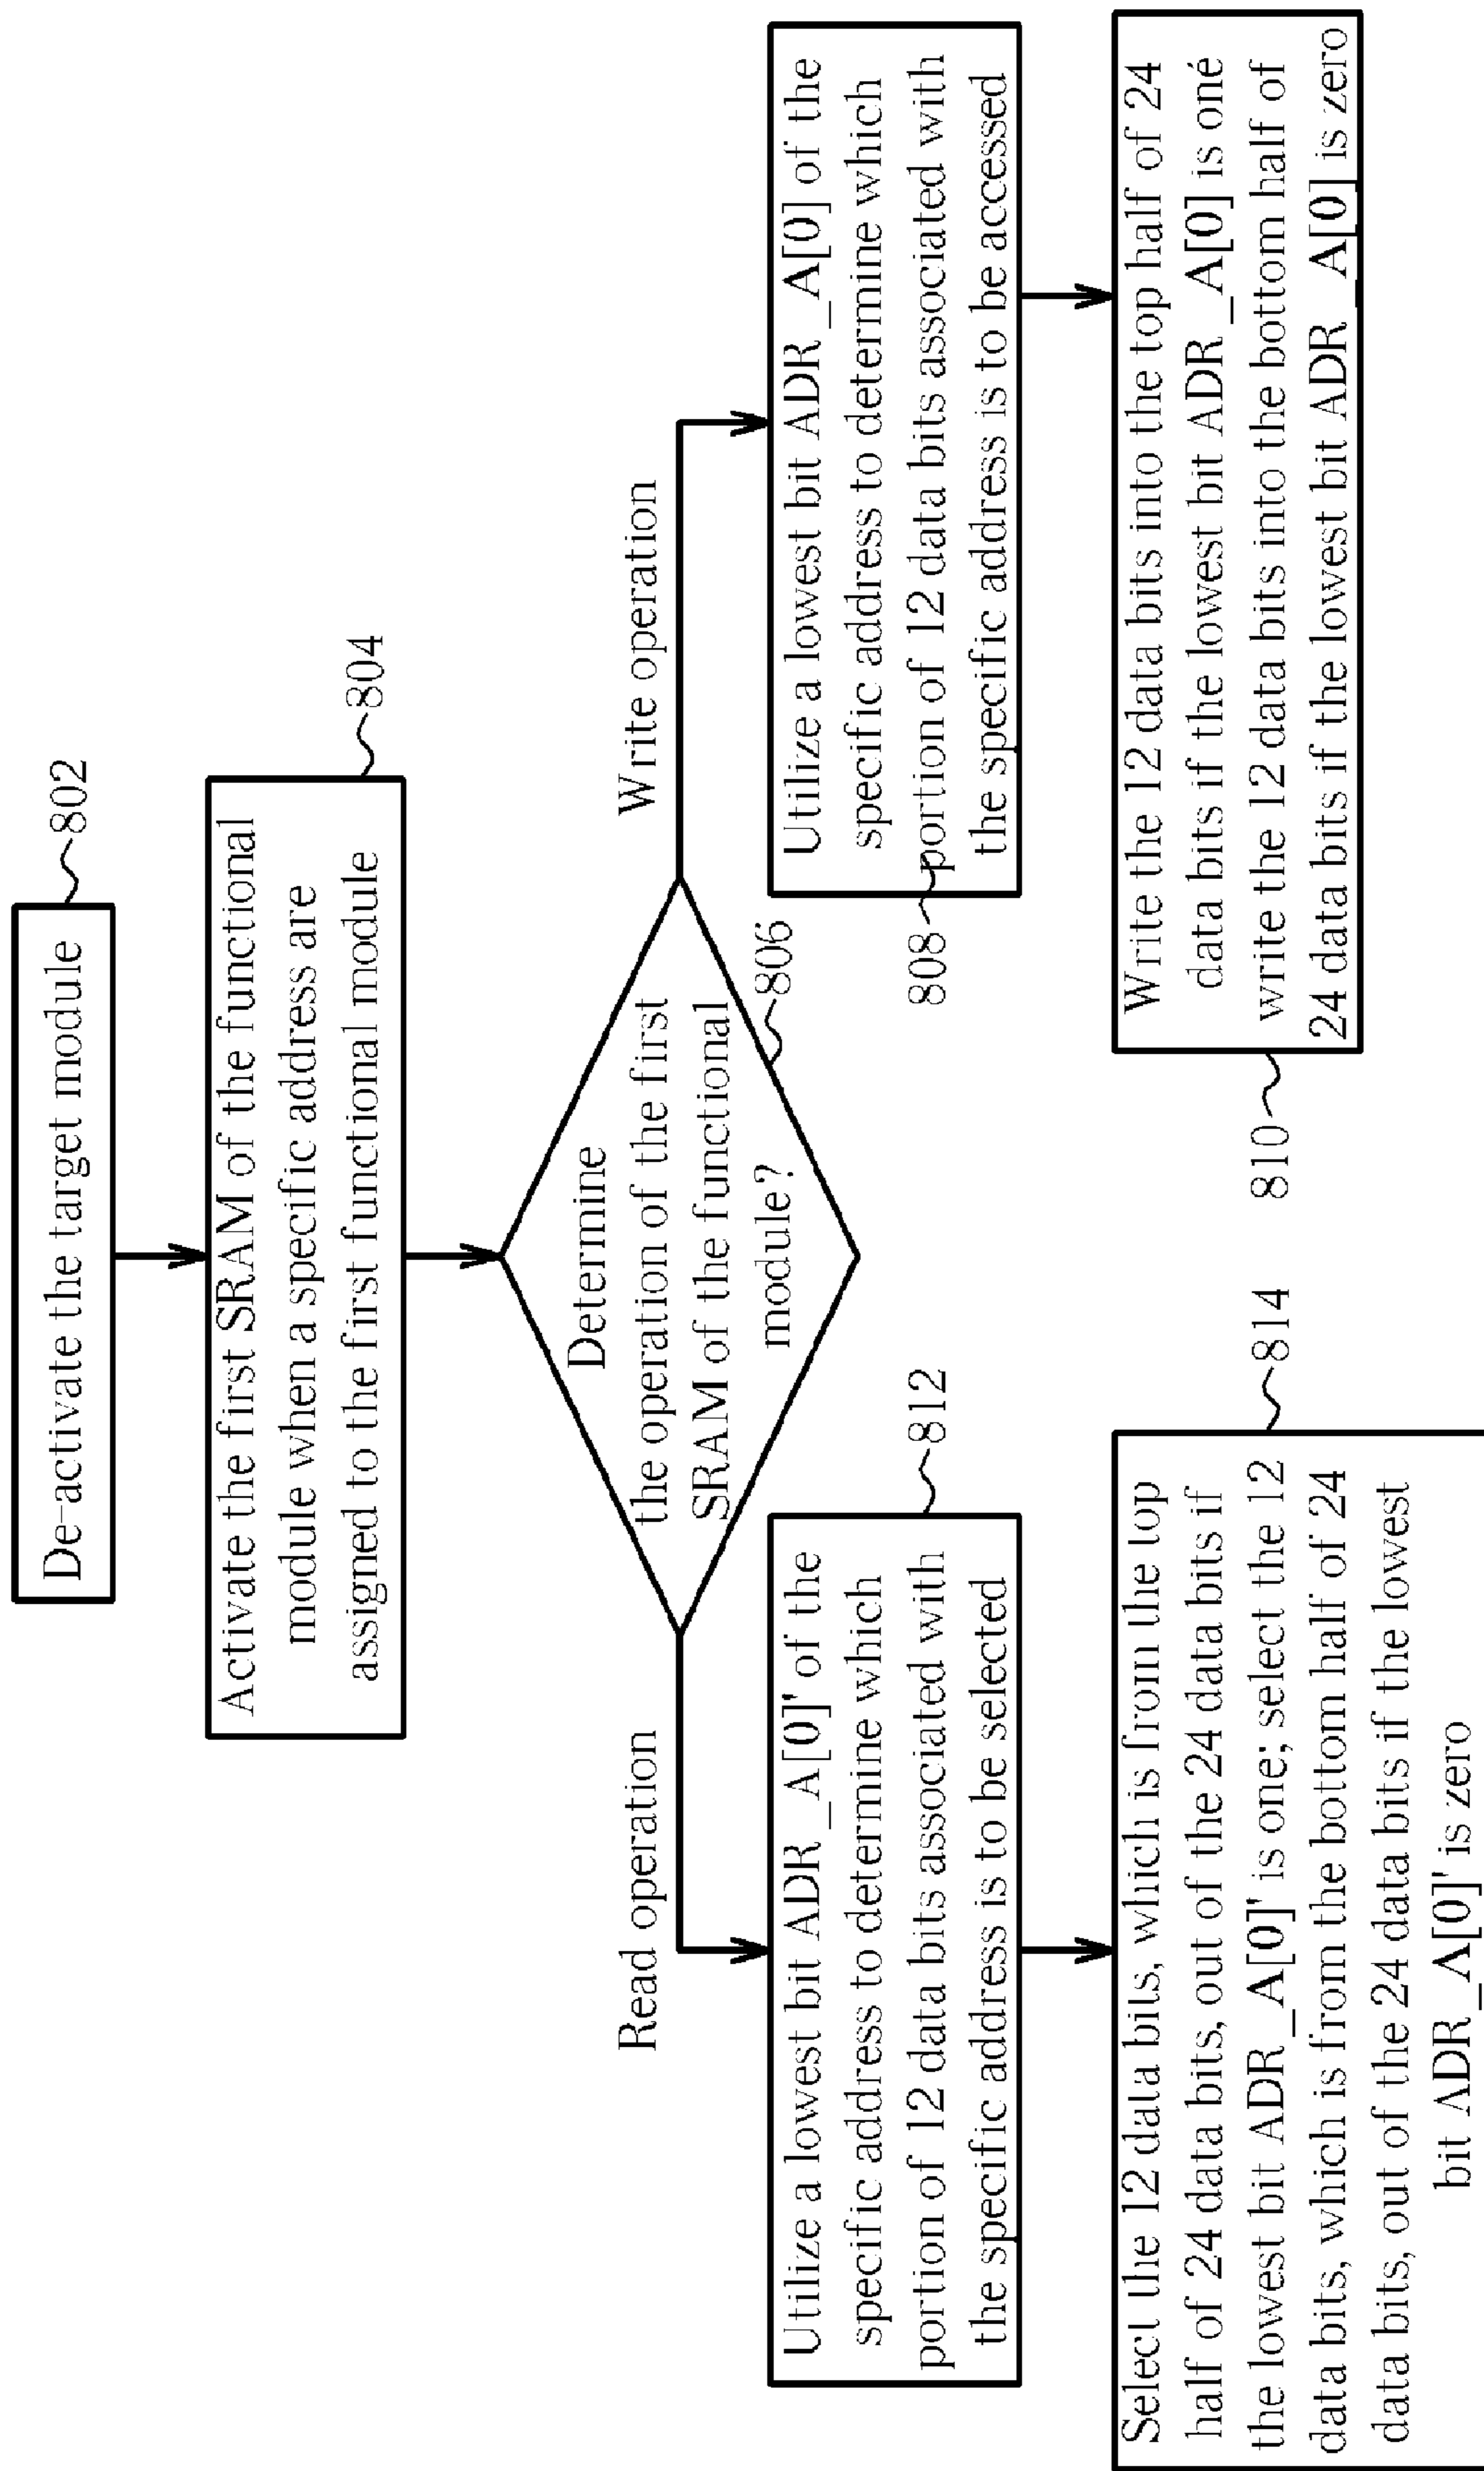 De-activate the target module
802
Activate the first SRAM of the functional
module when a specific address are
assigned to the first functional module
804
Determine
the operation of the first
SRAM of the functional
module?
806
Read operation
Write operation
Utilize a lowest bit ADR_A[0]' of the
specific address to determine which
portion of 12 data bits associated with
the specific address is to be selected
812
Utilize a lowest bit ADR_A[0] of the
specific address to determine which
portion of 12 data bits associated with
the specific address is to be accessed
808
Select the 12 data bits, which is from the top
half of 24 data bits, out of the 24 data bits if
the lowest bit ADR_A[0]' is one; select the 12
data bits, which is from the bottom half of 24
data bits, out of the 24 data bits if the lowest
bit ADR_A[0]' is zero
814
Write the 12 data bits into the top half of 24
data bits if the lowest bit ADR_A[0] is one
write the 12 data bits into the bottom half of
24 data bits if the lowest bit ADR_A[0] is zero
810